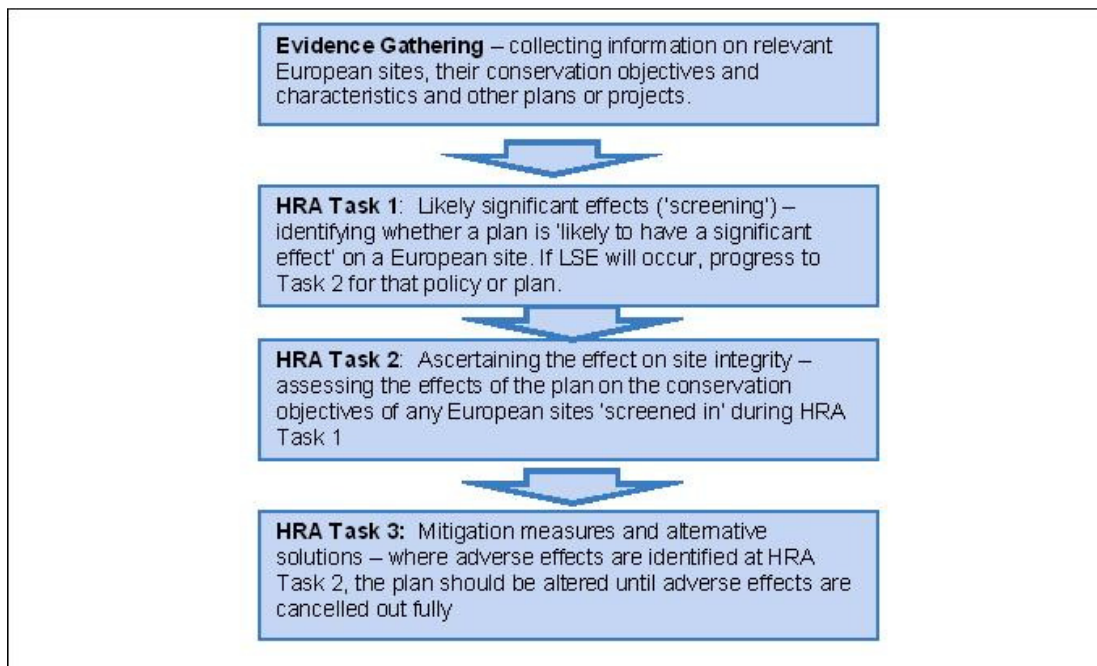 Evidence Gathering – collecting information on relevant
European sites, their conservation objectives and
characteristics and other plans or projects.
HRA Task 1:  Likely significant effects ('screening') –
identifying whether a plan is 'likely to have a significant
effect' on a European site. If LSE will occur, progress to
Task 2 for that policy or plan.
HRA Task 2:  Ascertaining the effect on site integrity –
assessing the effects of the plan on the conservation
objectives of any European sites 'screened in' during HRA
Task 1
HRA Task 3:  Mitigation measures and alternative
solutions – where adverse effects are identified at HRA
Task 2, the plan should be altered until adverse effects are
cancelled out fully